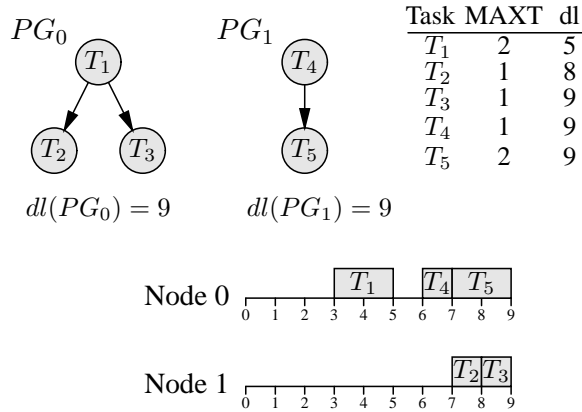 PG0 PG1 Task MAXT dl
T1 T4 T1 2 5
T2 1 8
T3 1 9
T2 T3 T5 T4 1 9
T5 2 9
dl(PG0) = 9 dl(PG1) = 9
Node 0 T1 T4 T5
0 1 2 3 4 5 6 7 8 9
Node 1 T2 T3
0 1 2 3 4 5 6 7 8 9